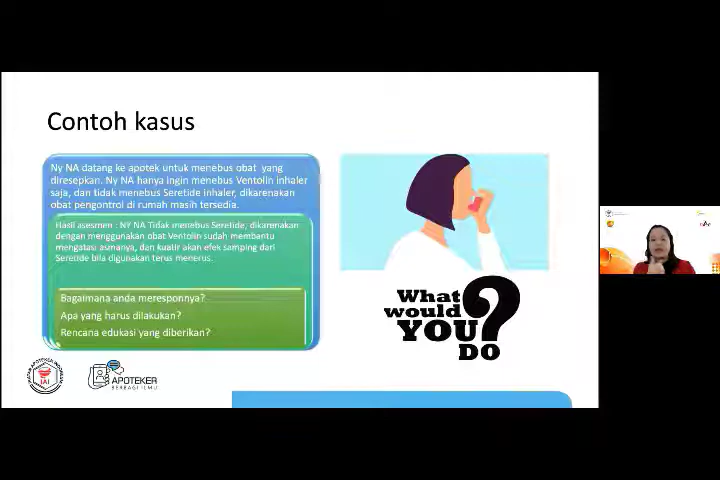 Contoh kasus
Ny NA datang ke apotek untuk menebus obat yang
diresepkan. Ny NA hanya ingin menebus Ventolin inhaler
saja, dan tidak menebus Seretide inhaler, dikarenakan
obat pengontrol di rumah masih tersedia.
Hasil asesmen : NY NA Tidak menebus Seretide, dikarenakan
dengan menggunakan obat Ventolin sudah membantu
mengatasi asmanya, dan kuatir akan efek samping dari
Seretide bila digunakan terus menerus.
Bagaimana anda meresponnya?
Apa yang harus dilakukan?
Rencana edukasi yang diberikan?
What
would
YOU
DO
?
IAI
APOTEKER
BERBAGI ILMU